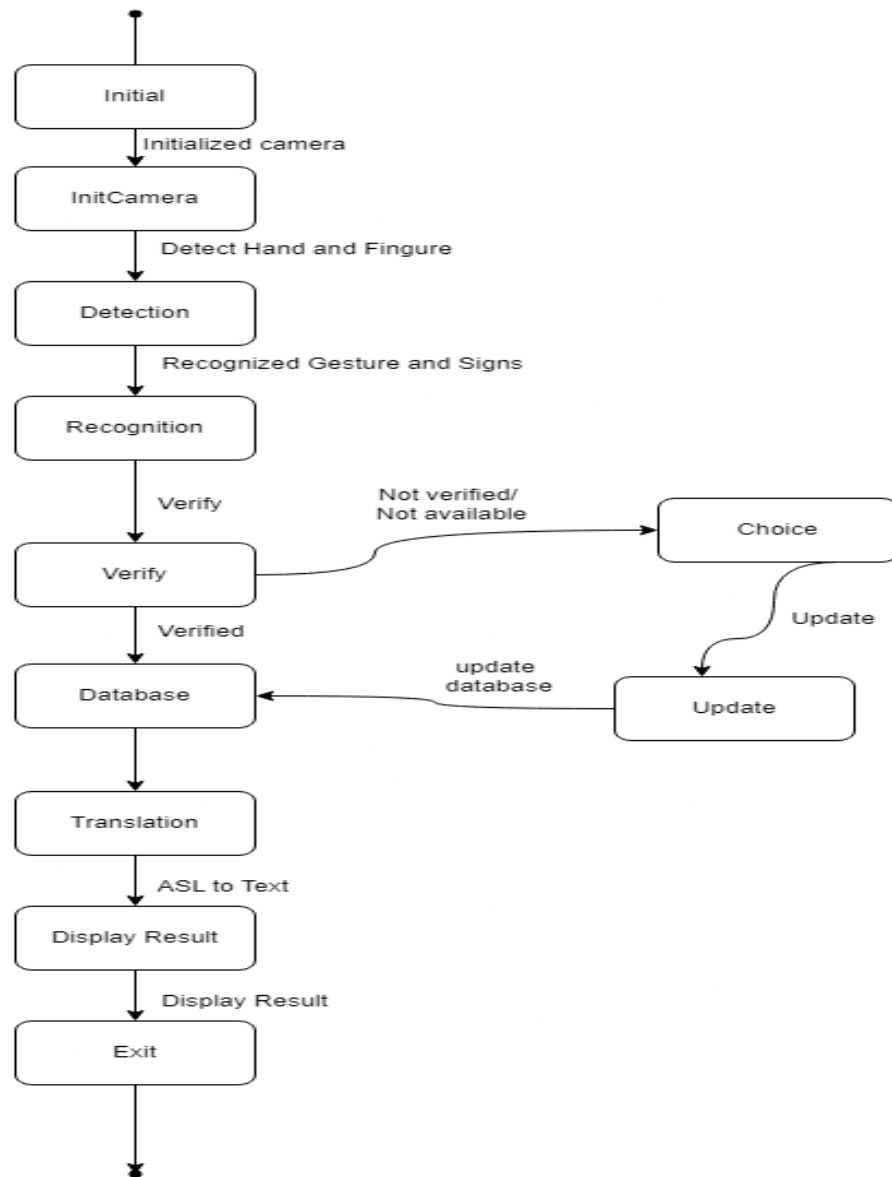 Initial
Initialized camera
InitCamera
Detect Hand and Fingure
Detection
Recognized Gesture and Signs
Recognition
Verify
Not verified/
Not available
Choice
Verify
Update
Verified
update
database
Database
Update
Translation
ASL to Text
Display Result
Display Result
Exit